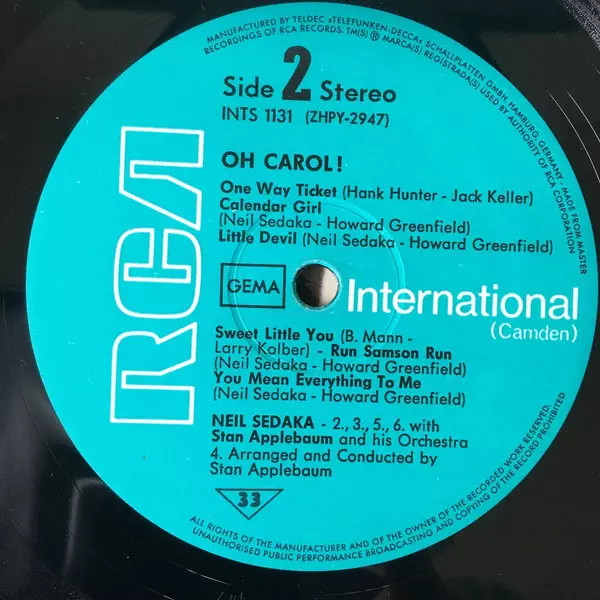 MANUFACTURED BY TELDEC »TELEFUNKEN-DECCA« SCHALLPLATTEN GMBH, HAMBURG, GERMANY - MADE FROM MASTER
RECORDINGS OF RCA RECORDS. TM(S) ® MARCA(S) REGISTRADA(S) USED BY AUTHORITY OF RCA CORPORATION
Side 2 Stereo
INTS 1131 (ZHPY-2947)
RCA
OH CAROL!
One Way Ticket (Hank Hunter - Jack Keller)
Calendar Girl
(Neil Sedaka - Howard Greenfield)
Little Devil (Neil Sedaka - Howard Greenfield)
GEMA
International
(Camden)
Sweet Little You (B. Mann -
Larry Kolber) - Run Samson Run
(Neil Sedaka - Howard Greenfield)
You Mean Everything To Me
(Neil Sedaka - Howard Greenfield)
NEIL SEDAKA - 2., 3., 5., 6. with
Stan Applebaum and his Orchestra
4. Arranged and Conducted by
Stan Applebaum
33
ALL RIGHTS OF THE MANUFACTURER AND OF THE OWNER OF THE RECORDED WORK RESERVED.
UNAUTHORISED PUBLIC PERFORMANCE BROADCASTING AND COPYING OF THE RECORD PROHIBITED